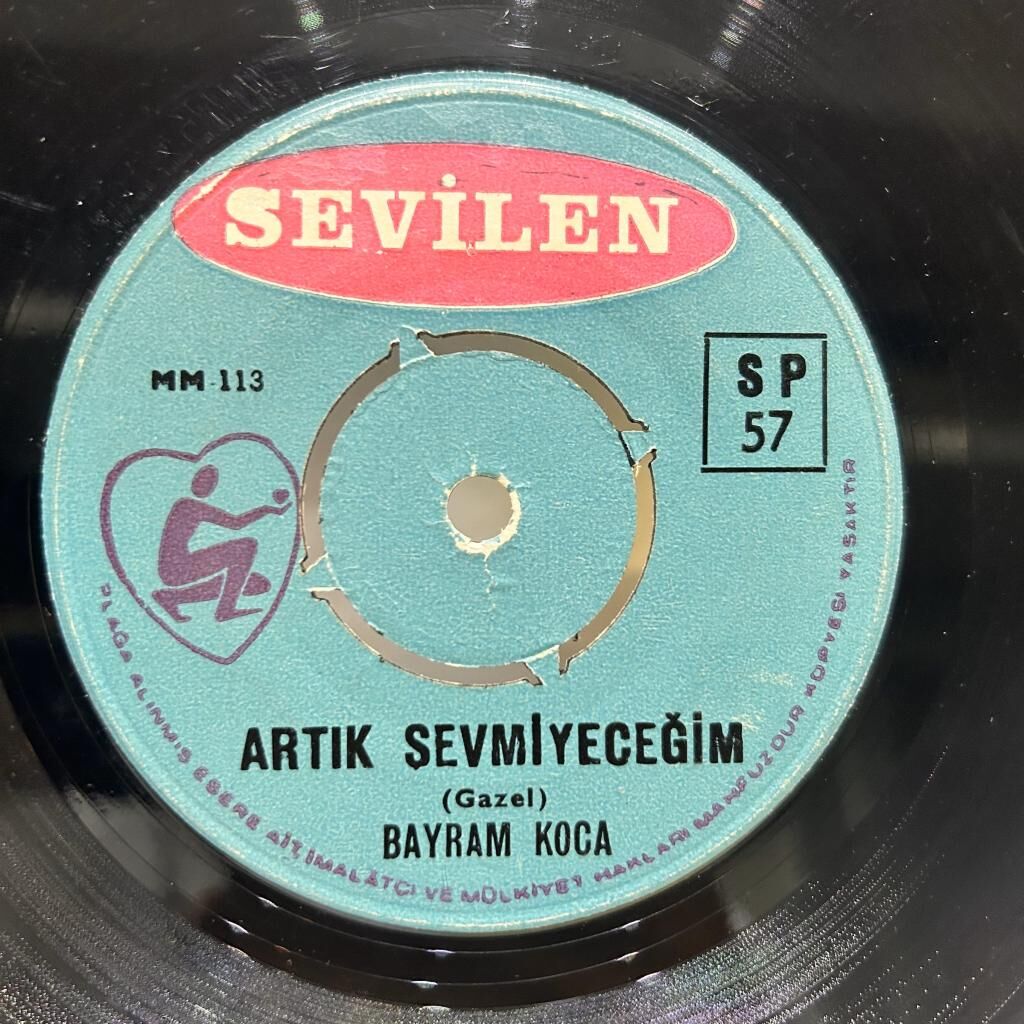 SEVİLEN
MM-113
SP
57
ARTIK ŞEVMİYECEĞİM
(Gazel)
BAYRAM KOCA
PLAĞA ALINMIŞ ESERE AİT İMALÂTÇI VE MÜLKİYET HAKLARI MAHFUZDUR KOPYESİ YASAKTIR